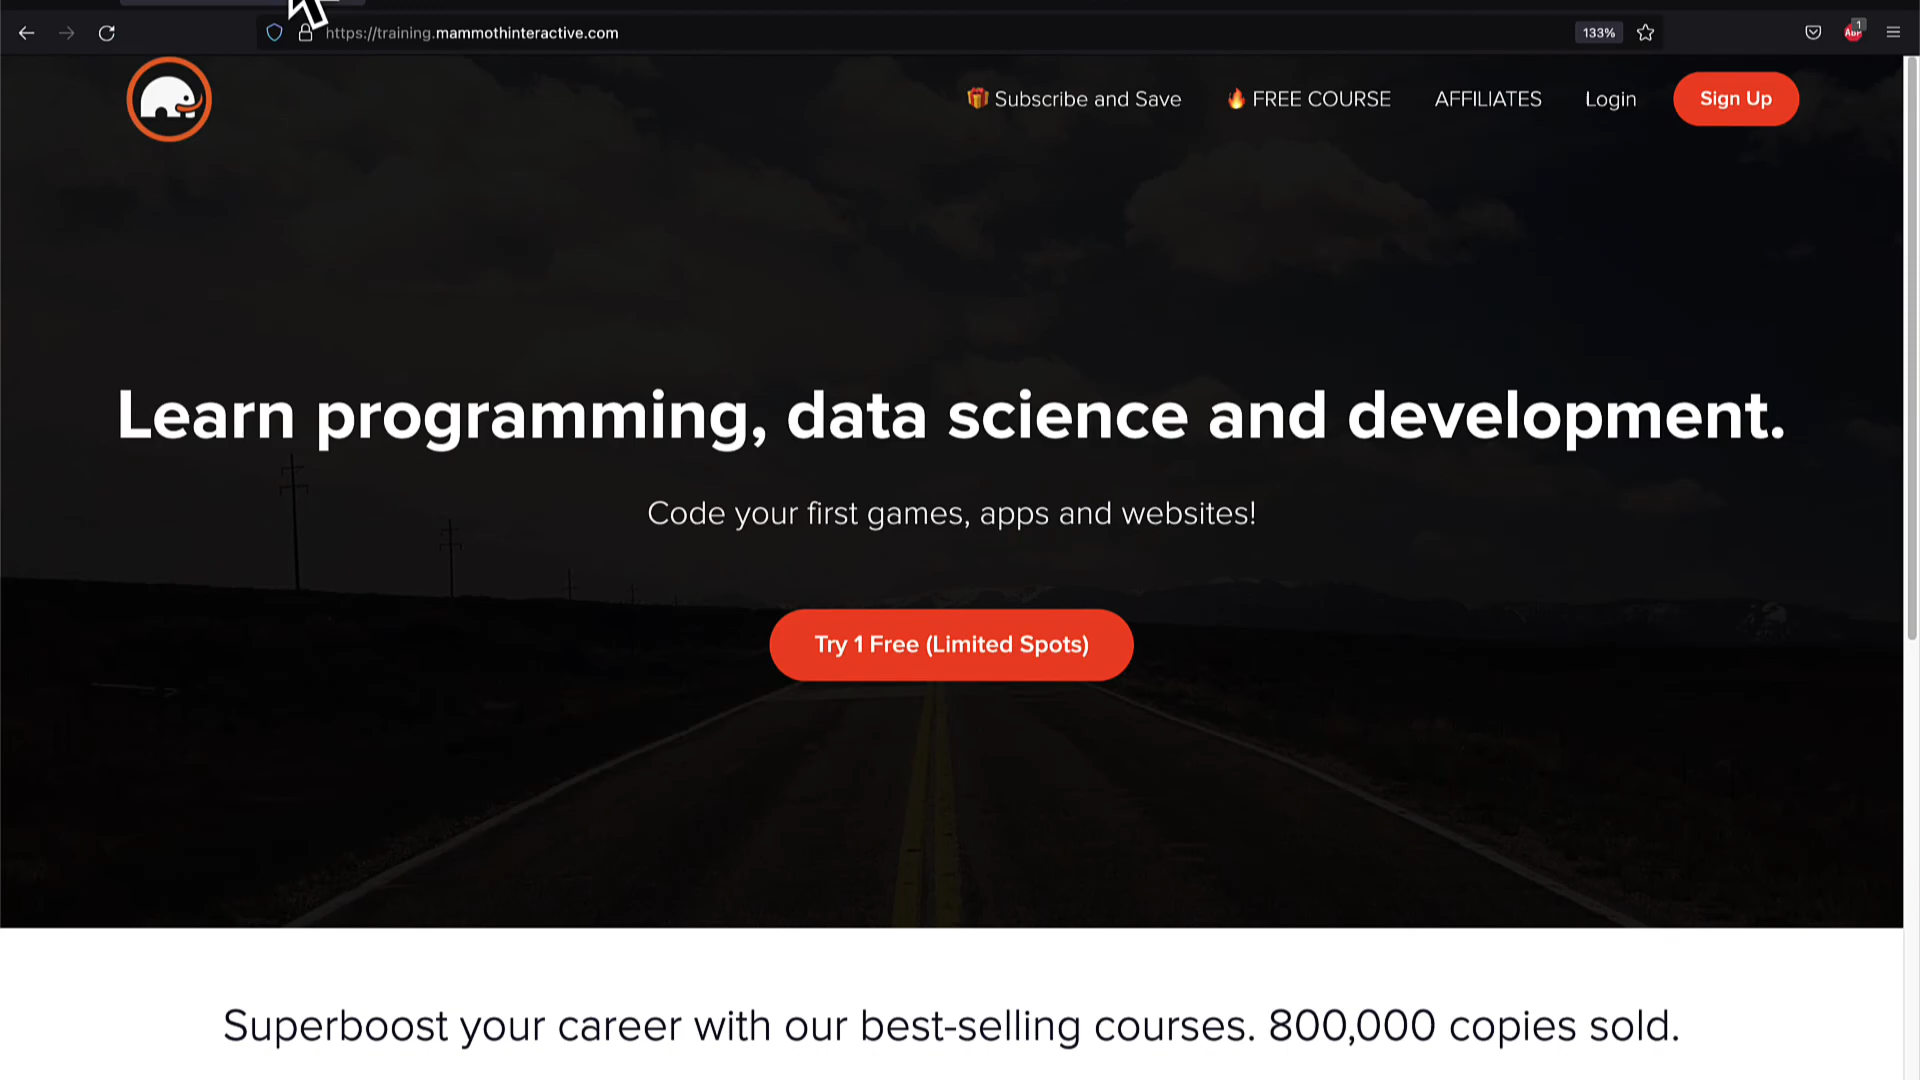 https://training.mammothinteractive.com
133%
1
ABP
Subscribe and Save
FREE COURSE
AFFILIATES
Login
Sign Up
Learn programming, data science and development.
Code your first games, apps and websites!
Try 1 Free (Limited Spots)
Superboost your career with our best-selling courses. 800,000 copies sold.